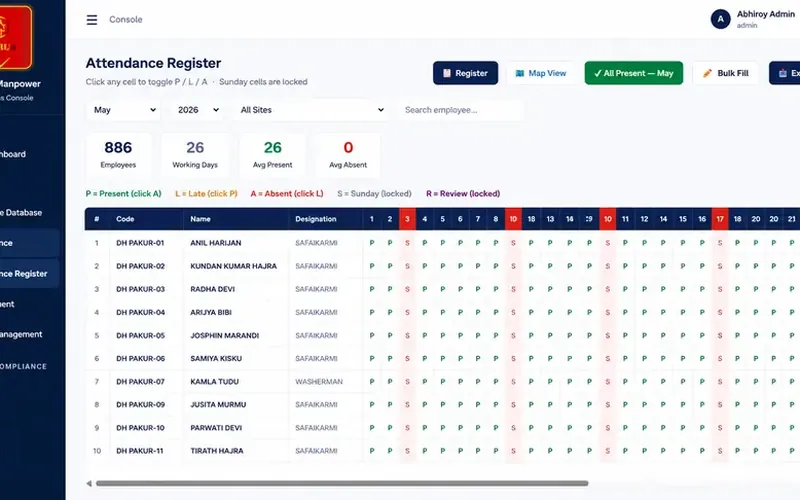 Console
A
Abhiroy Admin
admin
Manpower
s Console
hboard
e Database
nce
nce Register
ment
anagement
OMPLIANCE
Attendance Register
Click any cell to toggle P / L / A · Sunday cells are locked
Register
Map View
✓ All Present — May
Bulk Fill
Ex
May
2026
All Sites
Search employee...
886
Employees
26
Working Days
26
Avg Present
0
Avg Absent
P = Present (click A) L = Late (click P) A = Absent (click L) S = Sunday (locked) R = Review (locked)
# Code Name Designation 1 2 3 4 5 6 7 8 10 18 13 14 19 10 11 12 14 15 16 17 18 20 20 21
1 DH PAKUR-01 ANIL HARIJAN SAFAIKARMI P P S P P P P P S P P P P S P P P P P S P P P P
2 DH PAKUR-02 KUNDAN KUMAR HAJRA SAFAIKARMI P P S P P P P P S P P P P S P P P P P S P P P P
3 DH PAKUR-03 RADHA DEVI SAFAIKARMI P P S P P P P P S P P P P S P P P P P S P P P P
4 DH PAKUR-04 ARIJYA BIBI SAFAIKARMI P P S P P P P P S P P P P S P P P P P S P P P P
5 DH PAKUR-05 JOSPHIN MARANDI SAFAIKARMI P P S P P P P P S P P P P S P P P P P S P P P P
6 DH PAKUR-06 SAMIYA KISKU SAFAIKARMI P P S P P P P P S P P P P S P P P P P S P P P P
7 DH PAKUR-07 KAMLA TUDU WASHERMAN P P S P P P P P S P P P P S P P P P P S P P P P
8 DH PAKUR-09 JUSITA MURMU SAFAIKARMI P P S P P P P P S P P P P S P P P P P S P P P P
9 DH PAKUR-10 PARWATI DEVI SAFAIKARMI P P S P P P P P S P P P P S P P P P P S P P P P
10 DH PAKUR-11 TIRATH HAJRA SAFAIKARMI P P S P P P P P S P P P P S P P P P P S P P P P